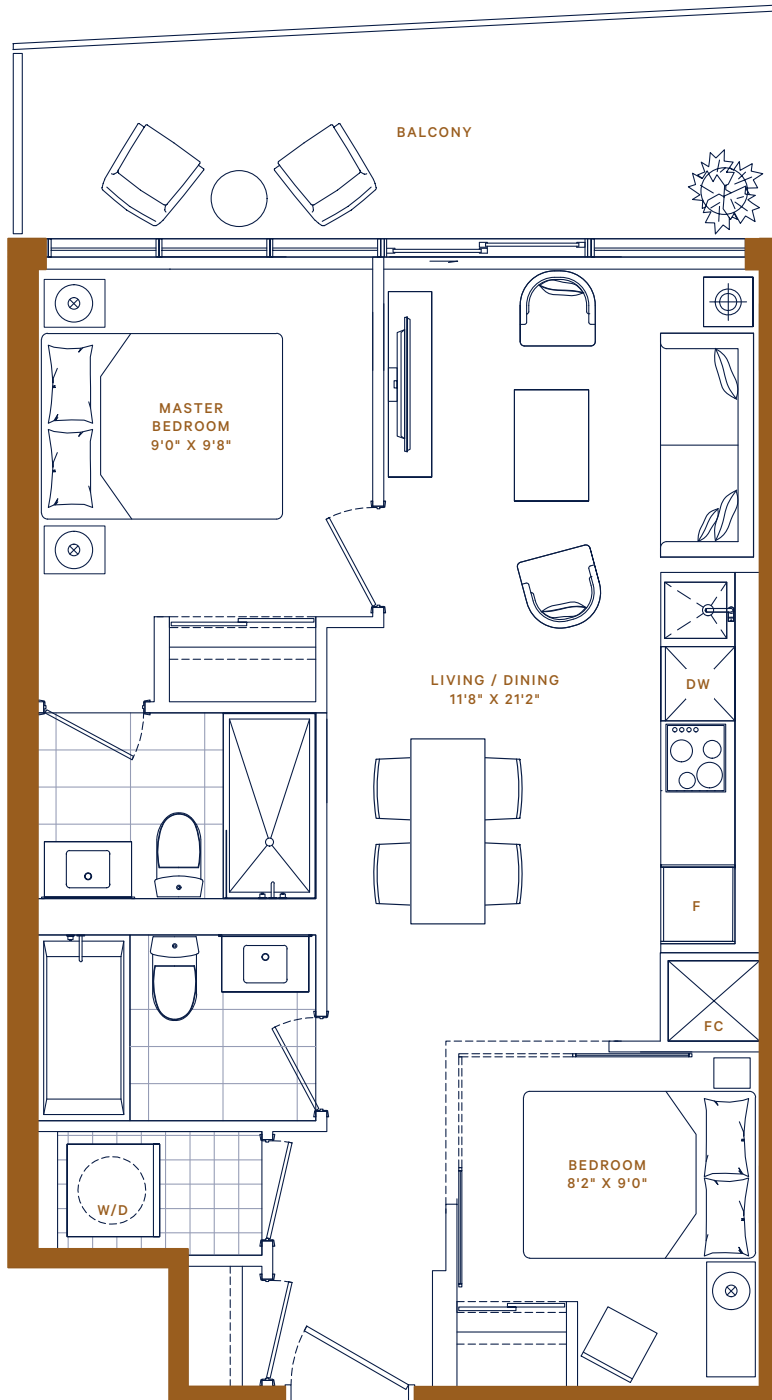 BALCONY
MASTER
BEDROOM
9'0" X 9'8"
LIVING / DINING
11'8" X 21'2"
DW
F
FC
BEDROOM
8'2" X 9'0"
W/D